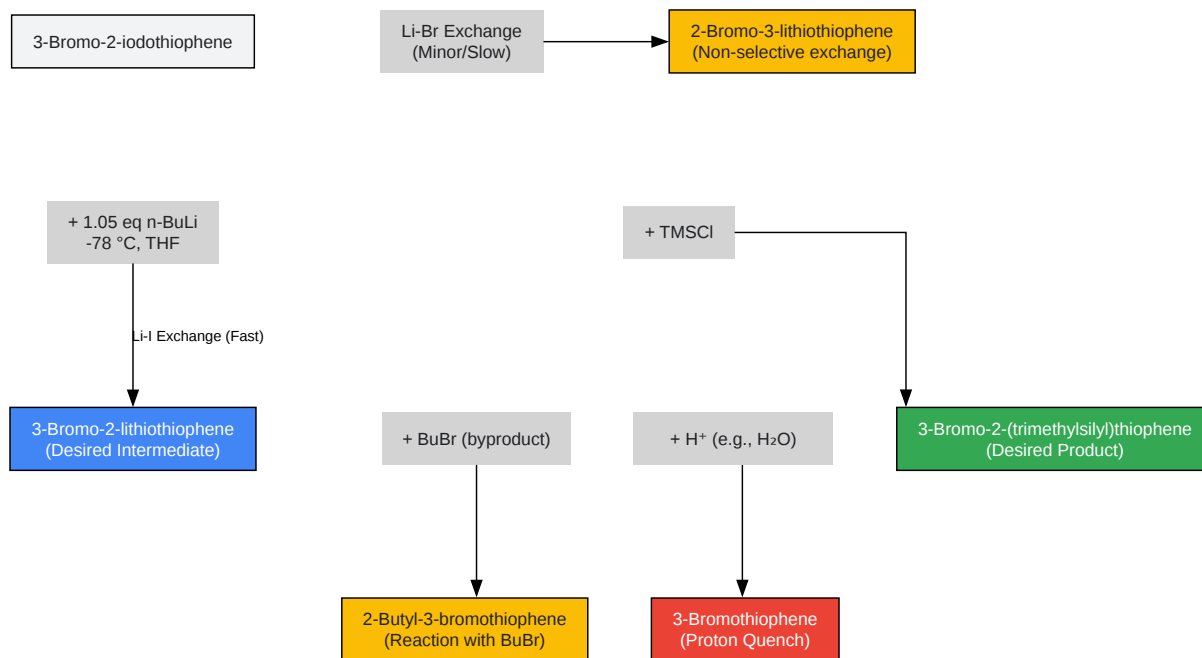 3-Bromo-2-iodothiophene
Li-Br Exchange
(Minor/Slow)
2-Bromo-3-lithiothiophene
(Non-selective exchange)
+ 1.05 eq n-BuLi
-78 °C, THF
+ TMSCl
Li-I Exchange (Fast)
3-Bromo-2-lithiothiophene
(Desired Intermediate)
+ BuBr (byproduct)
+ H⁺ (e.g., H₂O)
3-Bromo-2-(trimethylsilyl)thiophene
(Desired Product)
2-Butyl-3-bromothiophene
(Reaction with BuBr)
3-Bromothiophene
(Proton Quench)